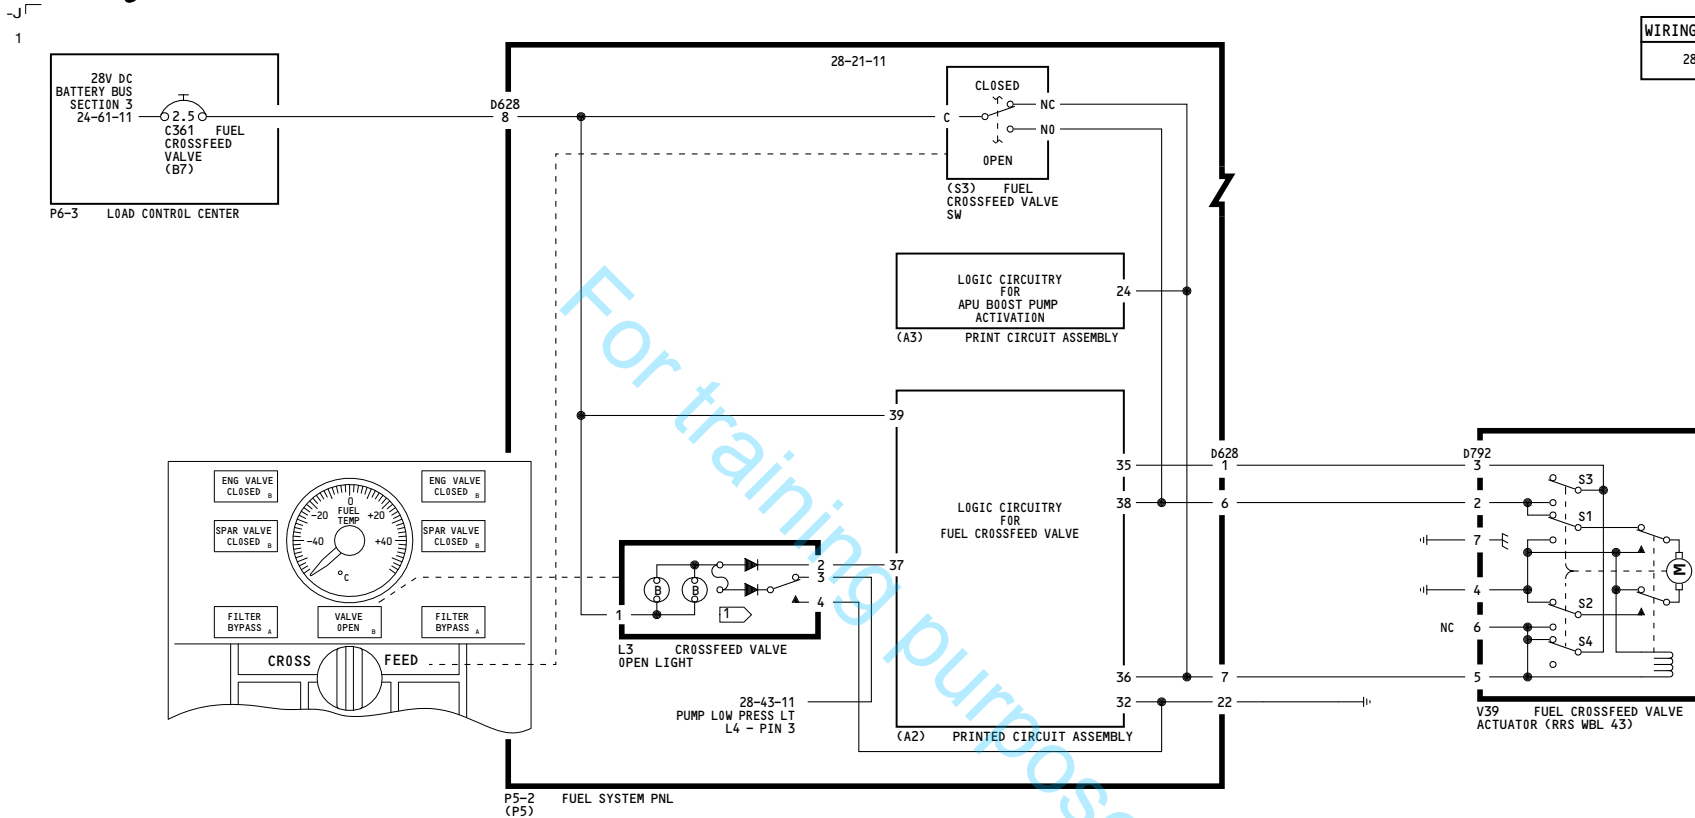 -J
1
28V DC
BATTERY BUS
SECTION 3
24-61-11
2.5
C361 FUEL
CROSSFEED
VALVE
(B7)
P6-3 LOAD CONTROL CENTER
D628
8
28-21-11
CLOSED
NC
C
NO
OPEN
(S3) FUEL
CROSSFEED VALVE
SW
WIRING
28
LOGIC CIRCUITRY
FOR
APU BOOST PUMP
ACTIVATION
24
(A3) PRINT CIRCUIT ASSEMBLY
39
LOGIC CIRCUITRY
FOR
FUEL CROSSFEED VALVE
35
38
37
36
32
(A2) PRINTED CIRCUIT ASSEMBLY
D628
1
6
7
22
ENG VALVE
CLOSED B
ENG VALVE
CLOSED B
SPAR VALVE
CLOSED B
SPAR VALVE
CLOSED B
0
FUEL
TEMP
-20
+20
-40
+40
°C
FILTER
BYPASS A
VALVE
OPEN B
FILTER
BYPASS A
CROSS FEED
1
B
B
1
2
3
4
L3 CROSSFEED VALVE
OPEN LIGHT
28-43-11
PUMP LOW PRESS LT
L4 - PIN 3
P5-2 FUEL SYSTEM PNL
(P5)
D792
3
2
7
4
NC 6
5
S3
S1
S2
S4
M
V39 FUEL CROSSFEED VALVE
ACTUATOR (RRS WBL 43)
For training purpose